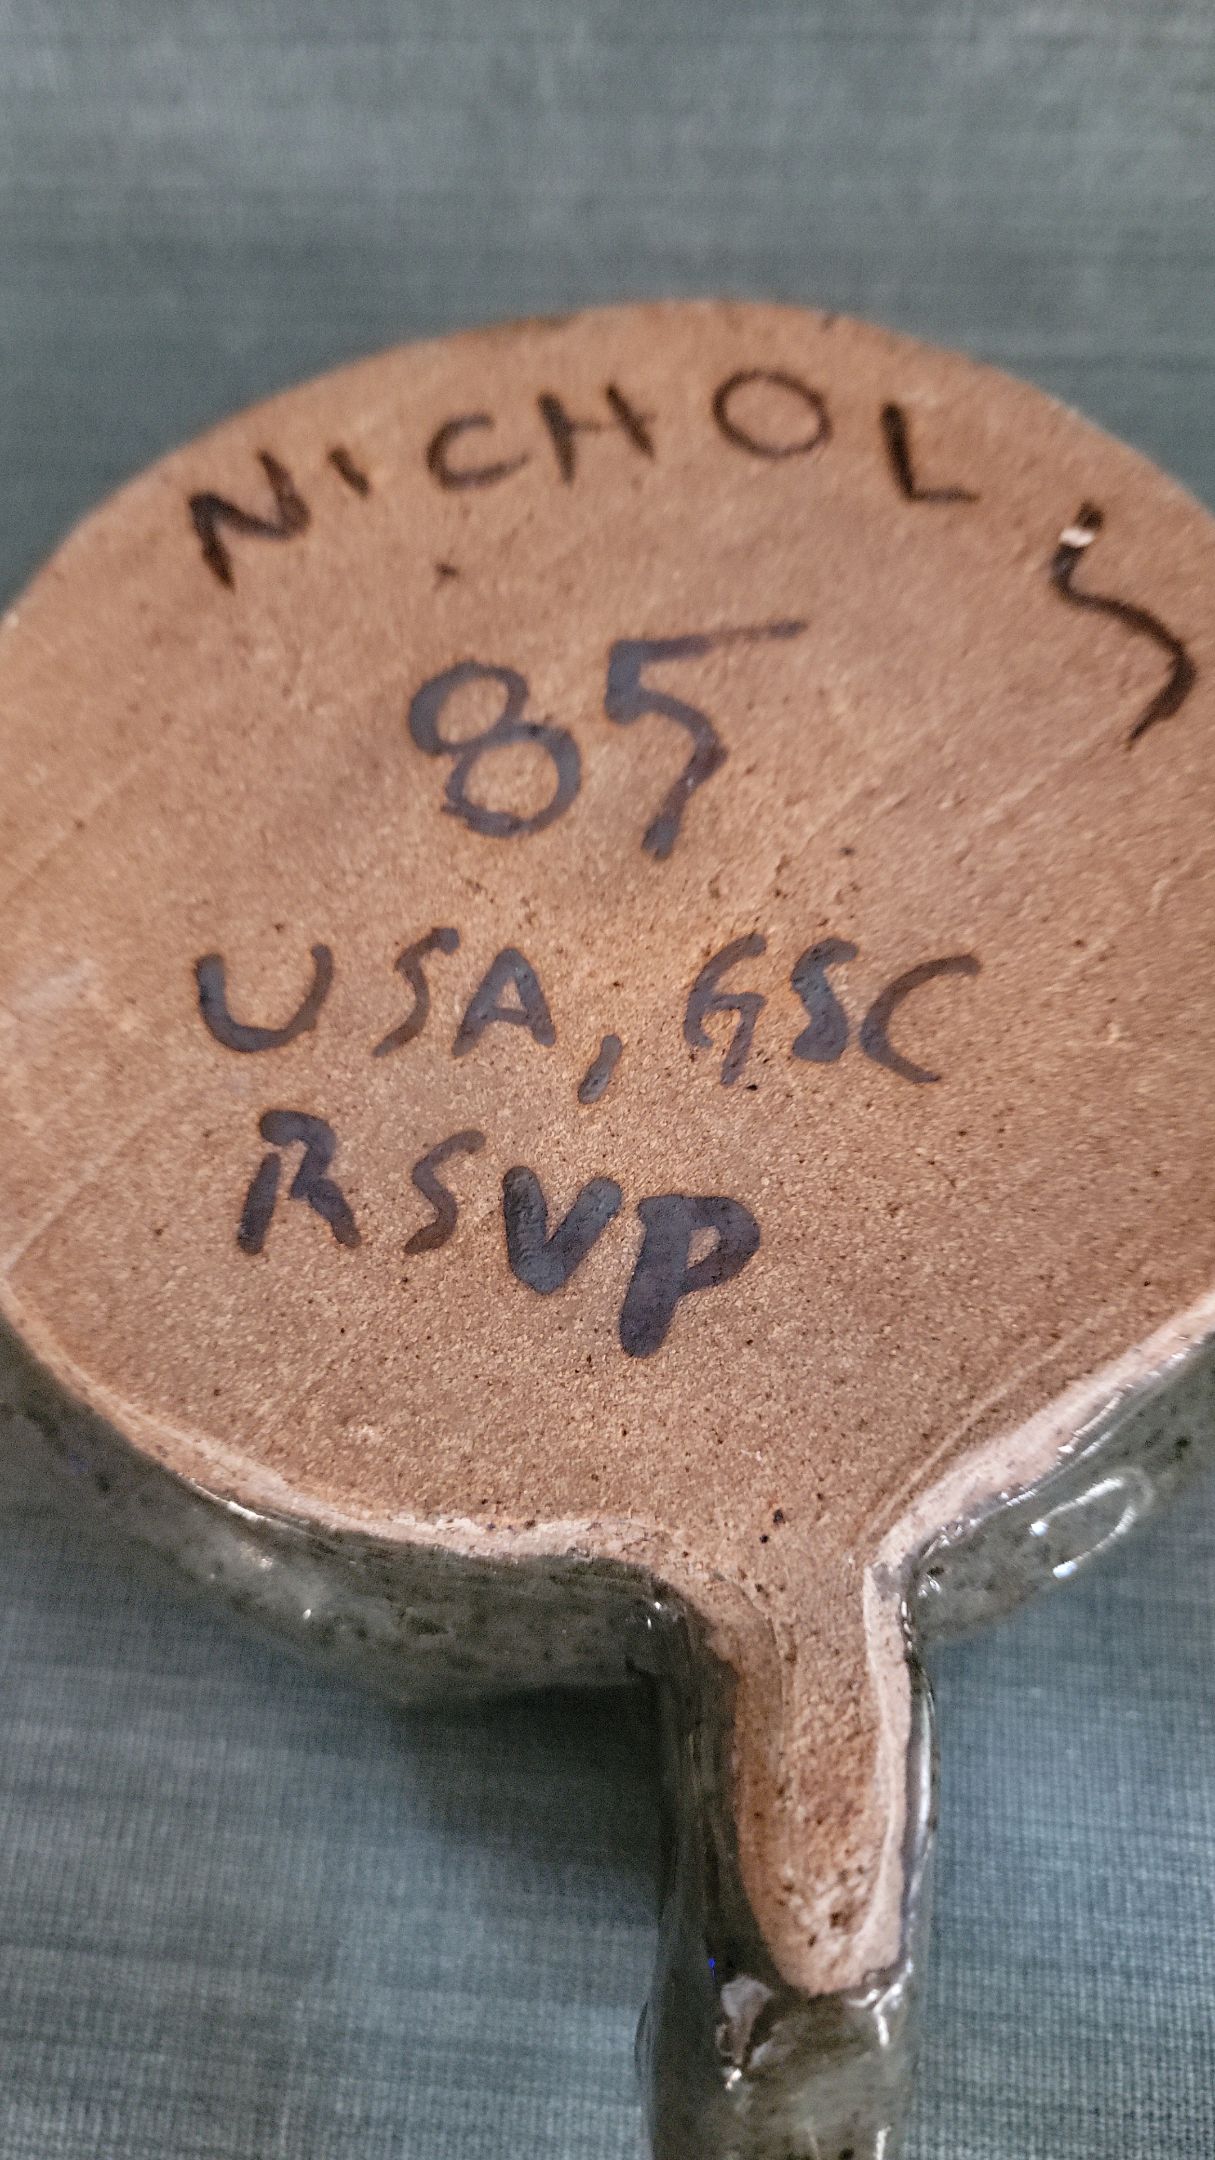 NICHOLS
85
USA, GSC
RSVP